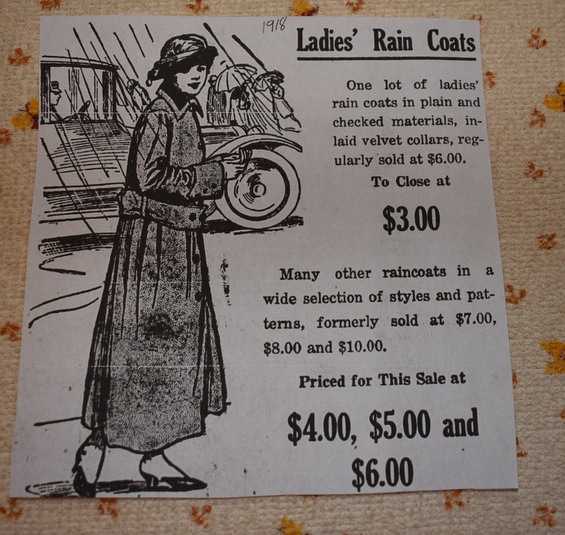 1918
Ladies' Rain Coats
One lot of ladies'
rain coats in plain and
checked materials, in-
laid velvet collars, reg-
ularly sold at $6.00.
To Close at
$3.00
Many other raincoats in a
wide selection of styles and pat-
terns, formerly sold at $7.00,
$8.00 and $10.00.
Priced for This Sale at
$4.00, $5.00 and
$6.00